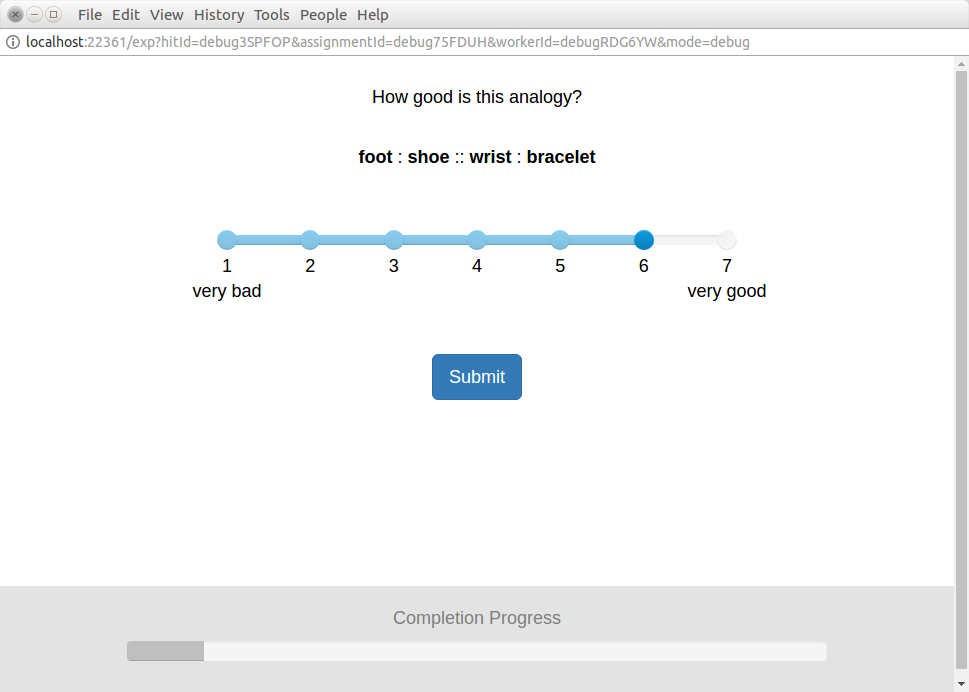 File Edit View History Tools People Help
localhost:22361/exp?hitId=debug3SPFOP&assignmentId=debug75FDUH&workerId=debugRDG6YW&mode=debug
How good is this analogy?
foot : shoe :: wrist : bracelet
1 2 3 4 5 6 7
very bad very good
Submit
Completion Progress